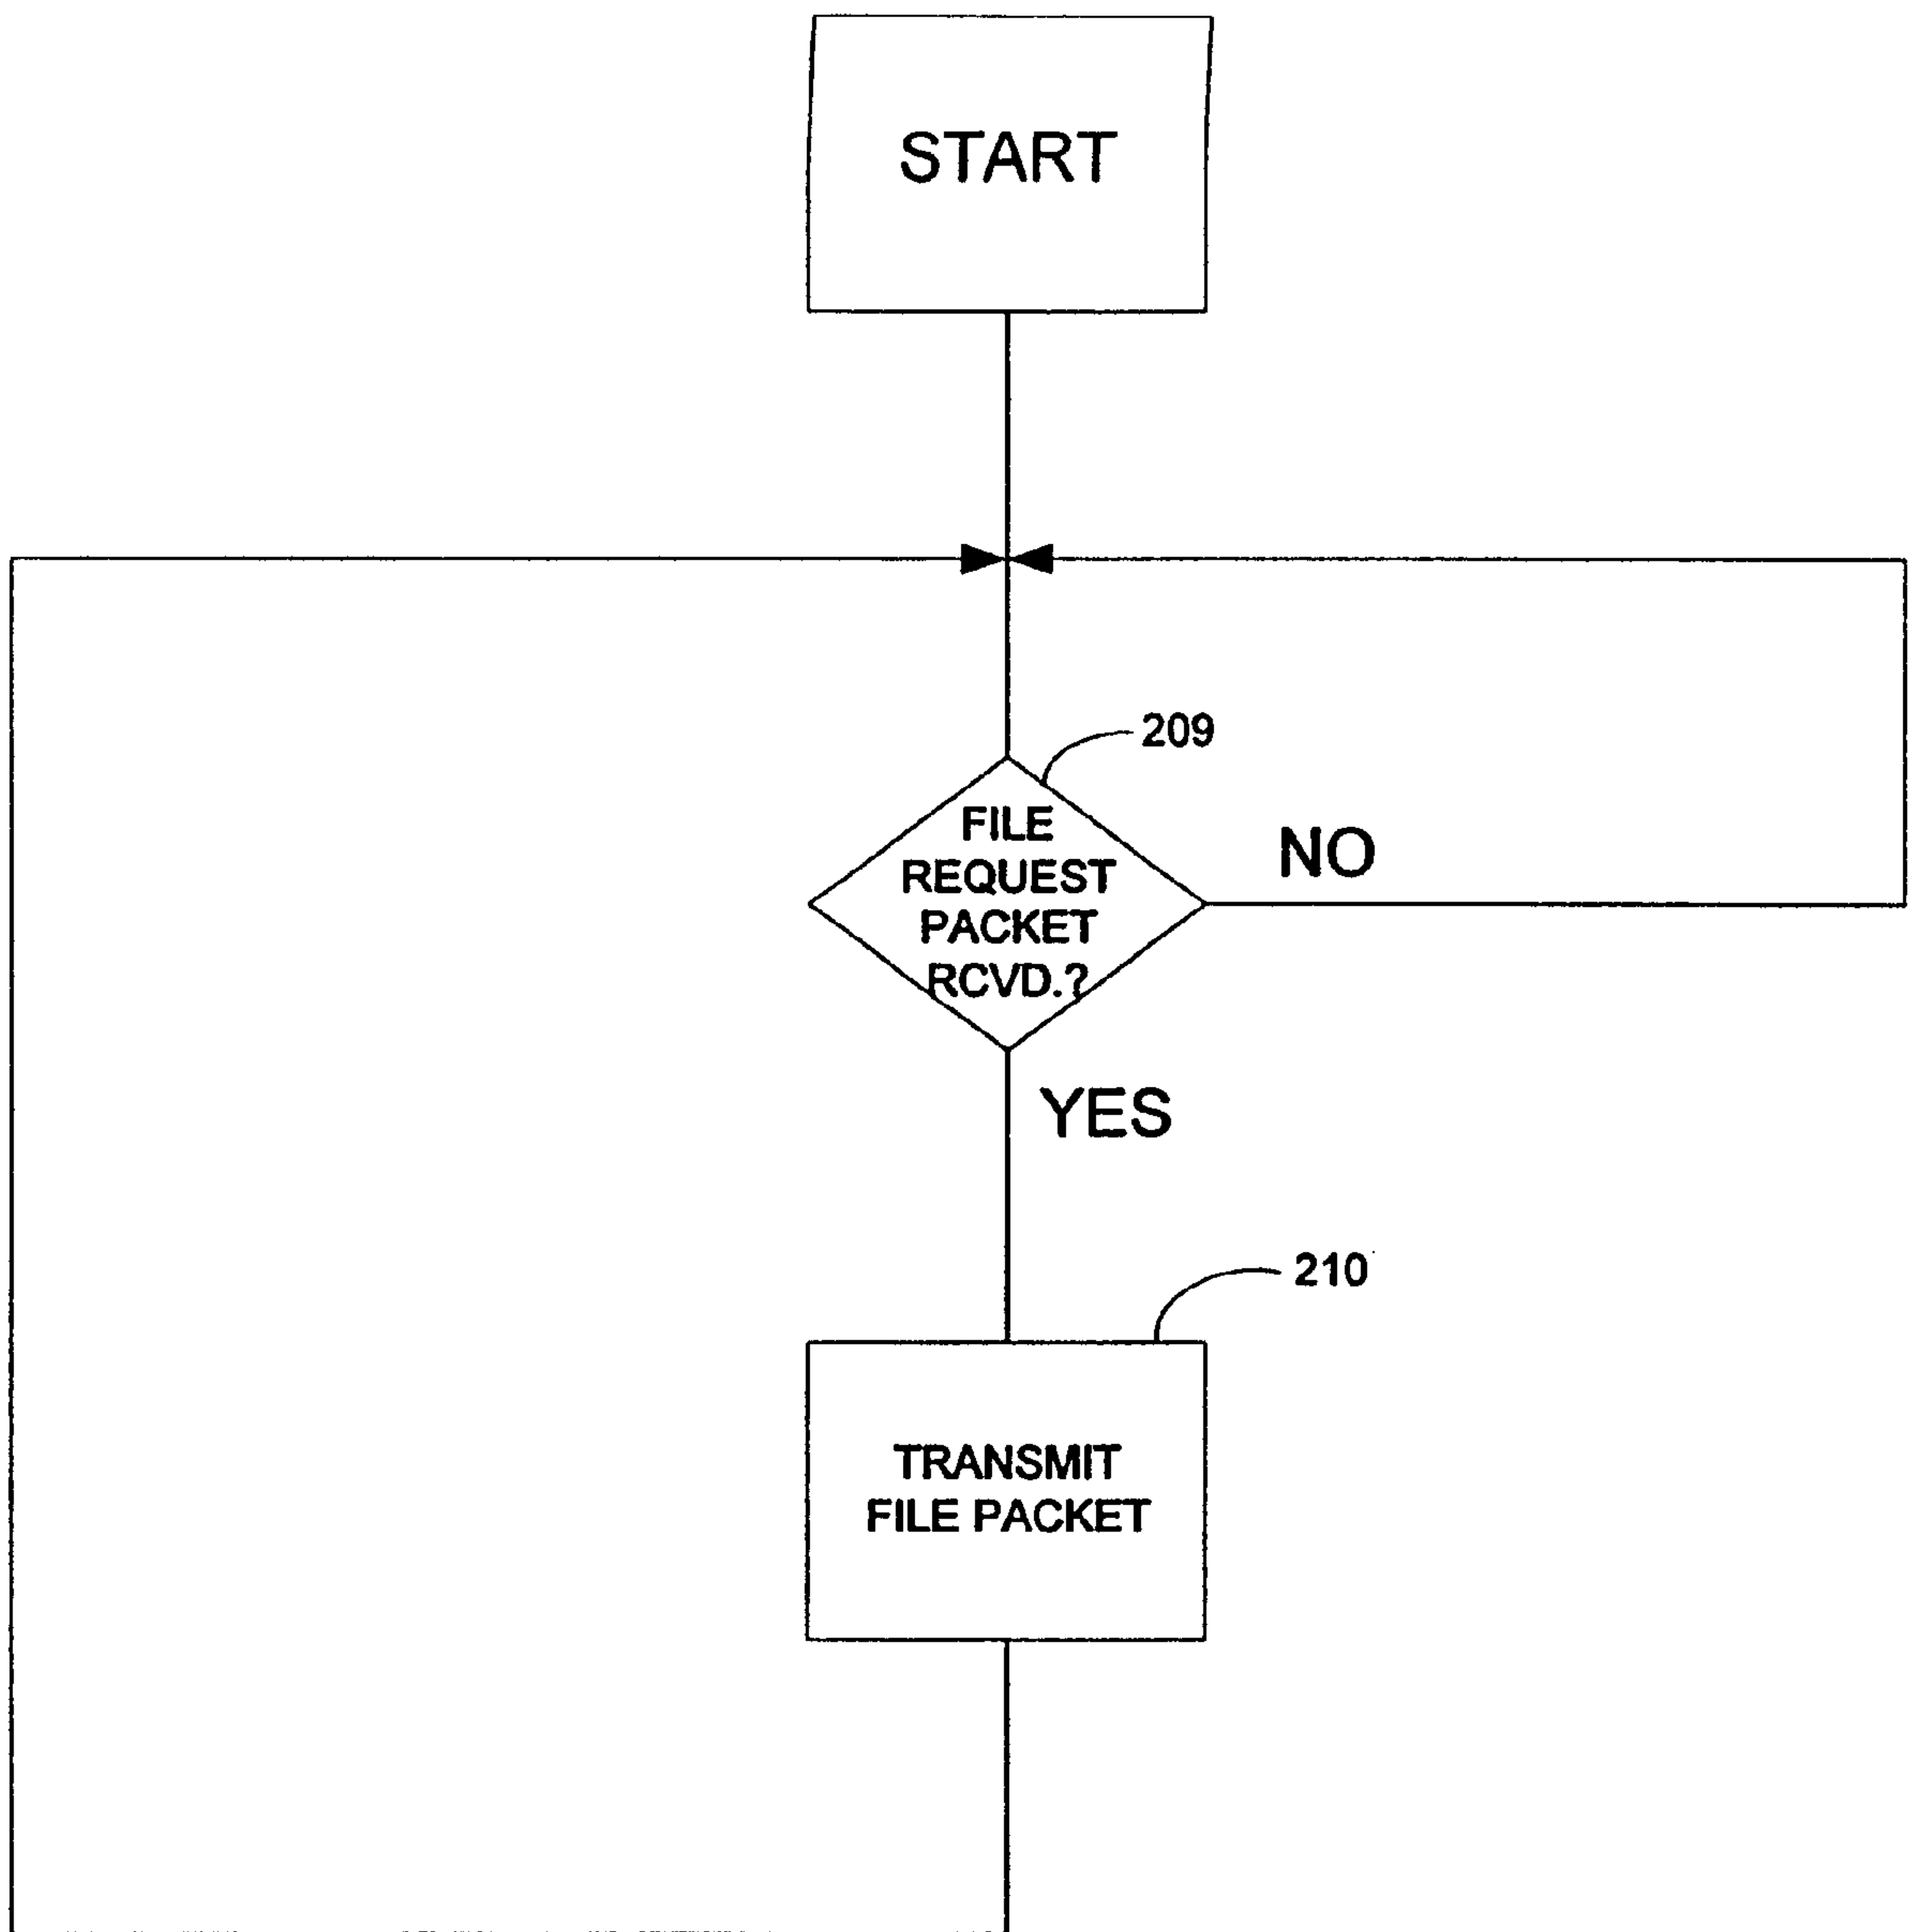 START
209
FILE
REQUEST
PACKET
RCVD.?
NO
YES
210
TRANSMIT
FILE PACKET